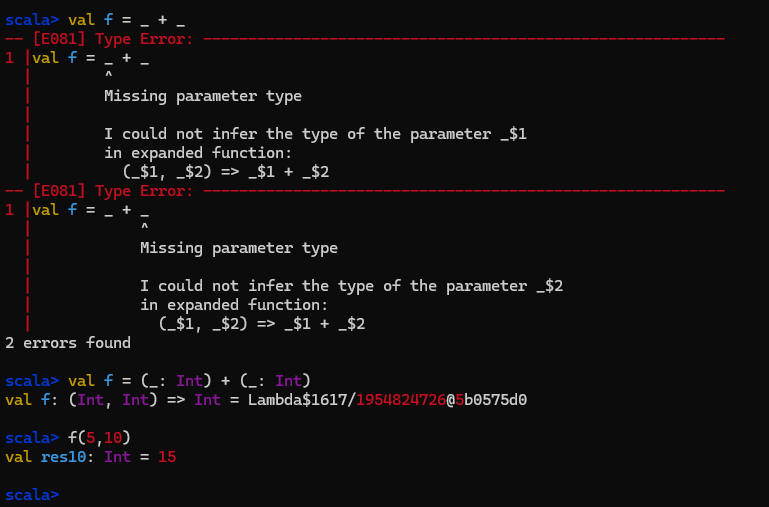 scala> val f = _ + _
-- [E081] Type Error: ----------------------------------------------------------
1 |val f = _ + _
  |        ^
  |        Missing parameter type
  |
  |        I could not infer the type of the parameter _$1
  |        in expanded function:
  |          (_$1, _$2) => _$1 + _$2
-- [E081] Type Error: ----------------------------------------------------------
1 |val f = _ + _
  |            ^
  |            Missing parameter type
  |
  |            I could not infer the type of the parameter _$2
  |            in expanded function:
  |              (_$1, _$2) => _$1 + _$2
2 errors found
scala> val f = (_: Int) + (_: Int)
val f: (Int, Int) => Int = Lambda$1617/1954824726@5b0575d0
scala> f(5,10)
val res10: Int = 15
scala>